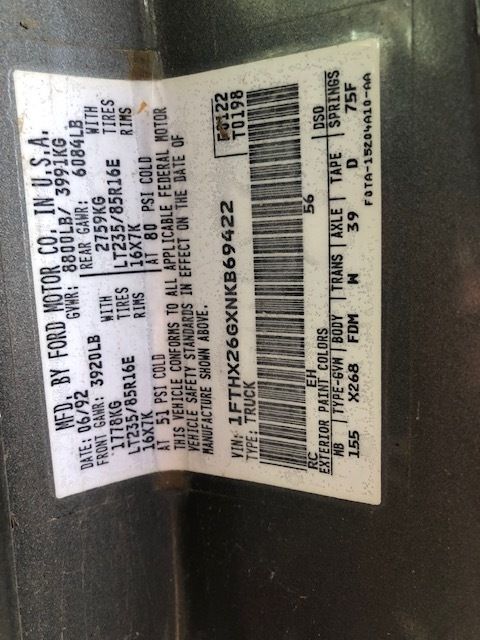 MFD. BY FORD MOTOR CO. IN U.S.A.
DATE: 06/92 GVWR: 8800LB/ 3991KG
FRONT GAWR: 3920LB REAR GAWR: 6084LB
1778KG WITH 2759KG WITH
LT235/85R16E TIRES LT235/85R16E TIRES
16X7K RIMS 16X7K RIMS
AT 51 PSI COLD AT 80 PSI COLD
THIS VEHICLE CONFORMS TO ALL APPLICABLE FEDERAL MOTOR
VEHICLE SAFETY STANDARDS IN EFFECT ON THE DATE OF
MANUFACTURE SHOWN ABOVE.
F0122
T0198
VIN: 1FTHX26GXNKB69422
TYPE: TRUCK
56
RC EH DSO
EXTERIOR PAINT COLORS
WB | TYPE-GVW | BODY | TRANS | AXLE | TAPE | SPRINGS
155 X268 FDM W 39 D 75F
F0TA-15204A10-AA